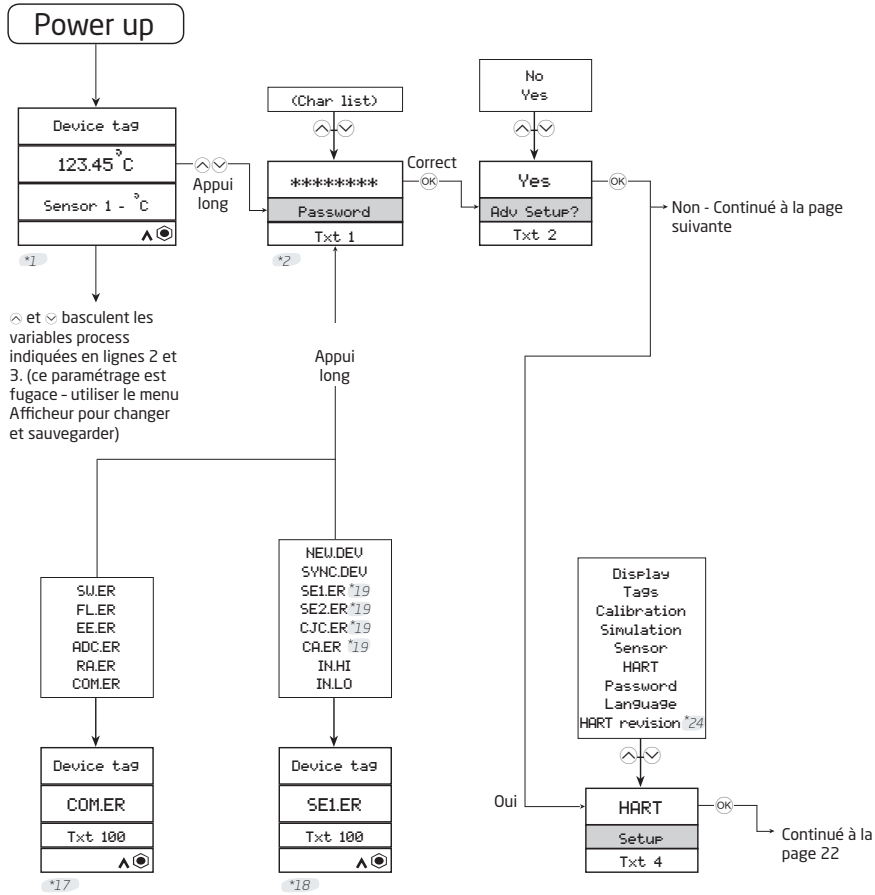 Power up
Device tag
123.45°C
Sensor 1 - °C
*1
Appui
long
(Char list)
********
Password
Txt 1
*2
Correct
OK
No
Yes
Yes
Adv Setup?
Txt 2
OK
Non - Continué à la page
suivante
et basculent les
variables process
indiquées en lignes 2 et
3. (ce paramétrage est
fugace – utiliser le menu
Afficheur pour changer
et sauvegarder)
Appui
long
SW.ER
FL.ER
EE.ER
ADC.ER
RA.ER
COM.ER
Device tag
COM.ER
Txt 100
*17
NEW.DEV
SYNC.DEV
SE1.ER *19
SE2.ER *19
CJC.ER *19
CA.ER *19
IN.HI
IN.LO
Device tag
SE1.ER
Txt 100
*18
Display
Tags
Calibration
Simulation
Sensor
HART
Password
Language
HART revision *24
Oui
HART
Setup
Txt 4
OK
Continué à la
page 22